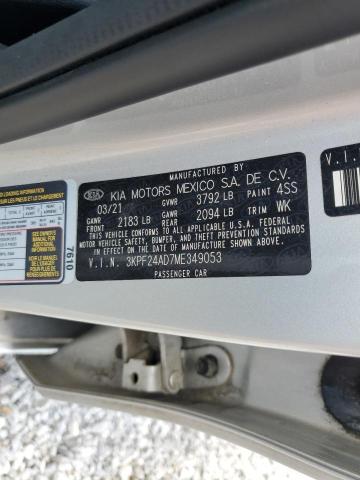 MANUFACTURED BY
KIA KIA MOTORS MEXICO S.A. DE C.V.
03/21 GVWR 3792 LB PAINT 4SS
GAWR FRONT 2183 LB GAWR REAR 2094 LB TRIM WK
THIS VEHICLE CONFORMS TO ALL APPLICABLE U.S. FEDERAL
MOTOR VEHICLE SAFETY, BUMPER, AND THEFT PREVENTION STANDARDS
IN EFFECT ON THE DATE OF MANUFACTURE SHOWN ABOVE.
V.I.N. 3KPF24AD7ME349053
PASSENGER CAR
7610
V.I.